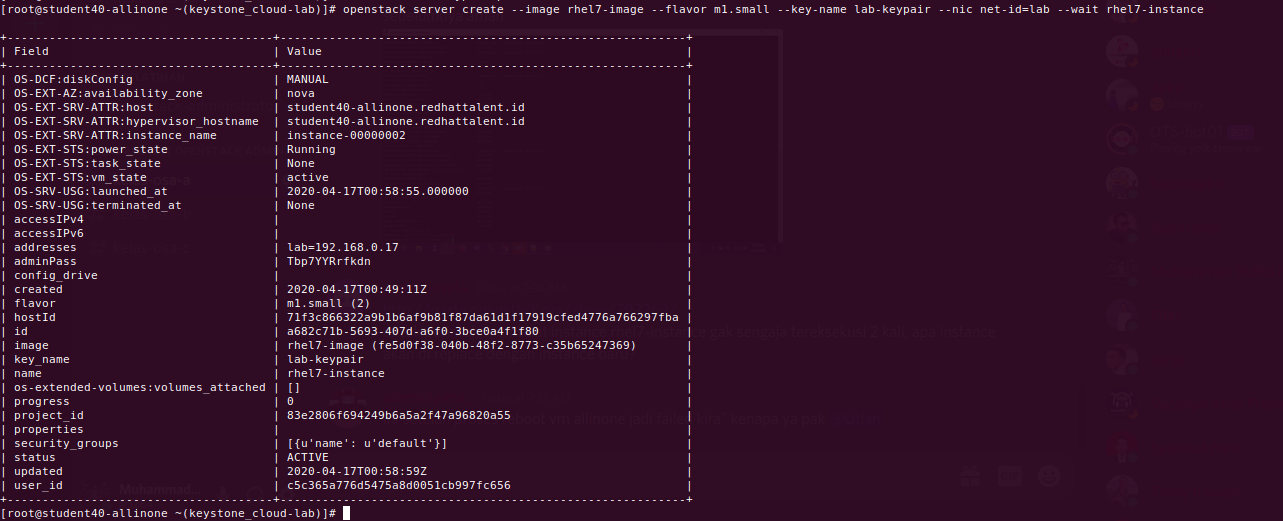 [root@student40-allinone ~(keystone_cloud-lab)]# openstack server create --image rhel7-image --flavor m1.small --key-name lab-keypair --nic net-id=lab --wait rhel7-instance
+-------------------------------------+------------------------------------------------------------+
| Field                               | Value                                                      |
+-------------------------------------+------------------------------------------------------------+
| OS-DCF:diskConfig                   | MANUAL                                                     |
| OS-EXT-AZ:availability_zone         | nova                                                       |
| OS-EXT-SRV-ATTR:host                | student40-allinone.redhattalent.id                         |
| OS-EXT-SRV-ATTR:hypervisor_hostname | student40-allinone.redhattalent.id                         |
| OS-EXT-SRV-ATTR:instance_name       | instance-00000002                                          |
| OS-EXT-STS:power_state              | Running                                                    |
| OS-EXT-STS:task_state               | None                                                       |
| OS-EXT-STS:vm_state                 | active                                                     |
| OS-SRV-USG:launched_at              | 2020-04-17T00:58:55.000000                                 |
| OS-SRV-USG:terminated_at            | None                                                       |
| accessIPv4                          |                                                            |
| accessIPv6                          |                                                            |
| addresses                           | lab=192.168.0.17                                           |
| adminPass                           | Tbp7YYRrfkdn                                               |
| config_drive                        |                                                            |
| created                             | 2020-04-17T00:49:11Z                                       |
| flavor                              | m1.small (2)                                               |
| hostId                              | 71f3c866322a9b1b6af9b81f87da61d1f17919cfed4776a766297fba   |
| id                                  | a682c71b-5693-407d-a6f0-3bce0a4f1f80                       |
| image                               | rhel7-image (fe5d0f38-040b-48f2-8773-c35b65247369)         |
| key_name                            | lab-keypair                                                |
| name                                | rhel7-instance                                             |
| os-extended-volumes:volumes_attached | []                                                        |
| progress                            | 0                                                          |
| project_id                          | 83e2806f694249b6a5a2f47a96820a55                           |
| properties                          |                                                            |
| security_groups                     | [{u'name': u'default'}]                                    |
| status                              | ACTIVE                                                     |
| updated                             | 2020-04-17T00:58:59Z                                       |
| user_id                             | c5c365a776d5475a8d0051cb997fc656                           |
+-------------------------------------+------------------------------------------------------------+
[root@student40-allinone ~(keystone_cloud-lab)]#